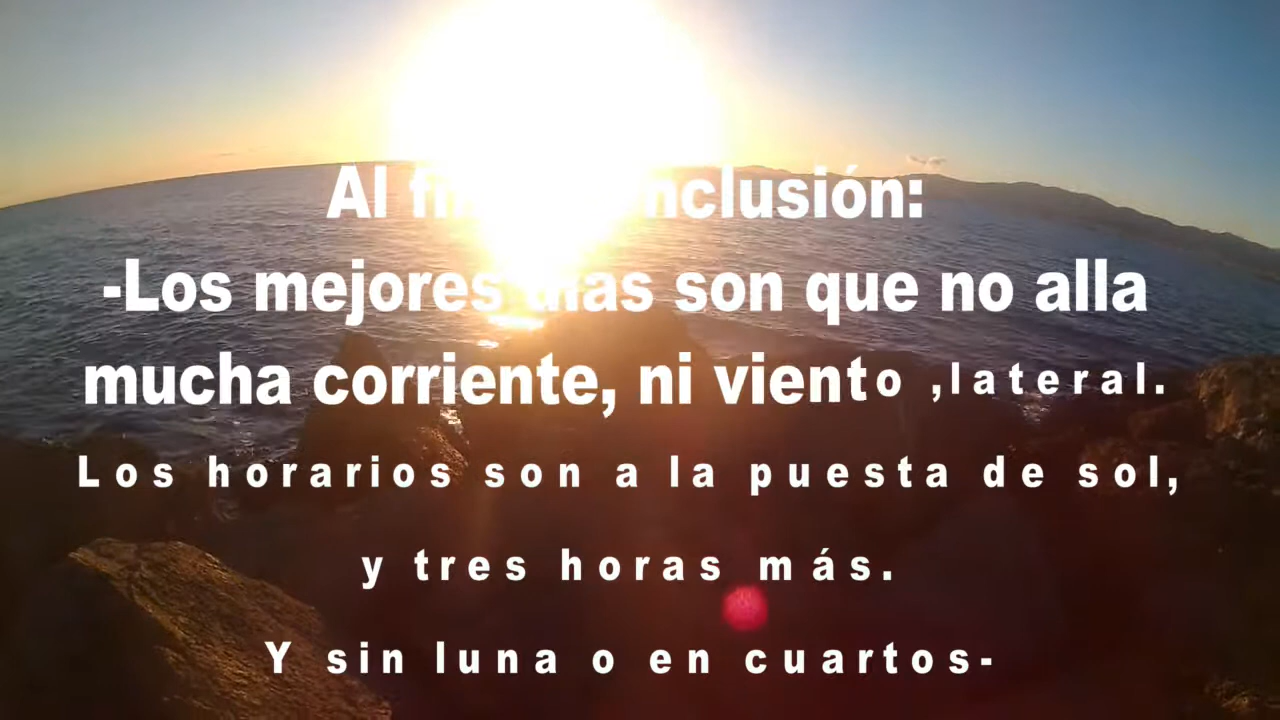 Al
-Los mejores son que no alla
mucha corriente, ni viento ,lateral.
Los horarios son a la puesta de sol,
y tres horas más.
Y sin luna o en cuartos-